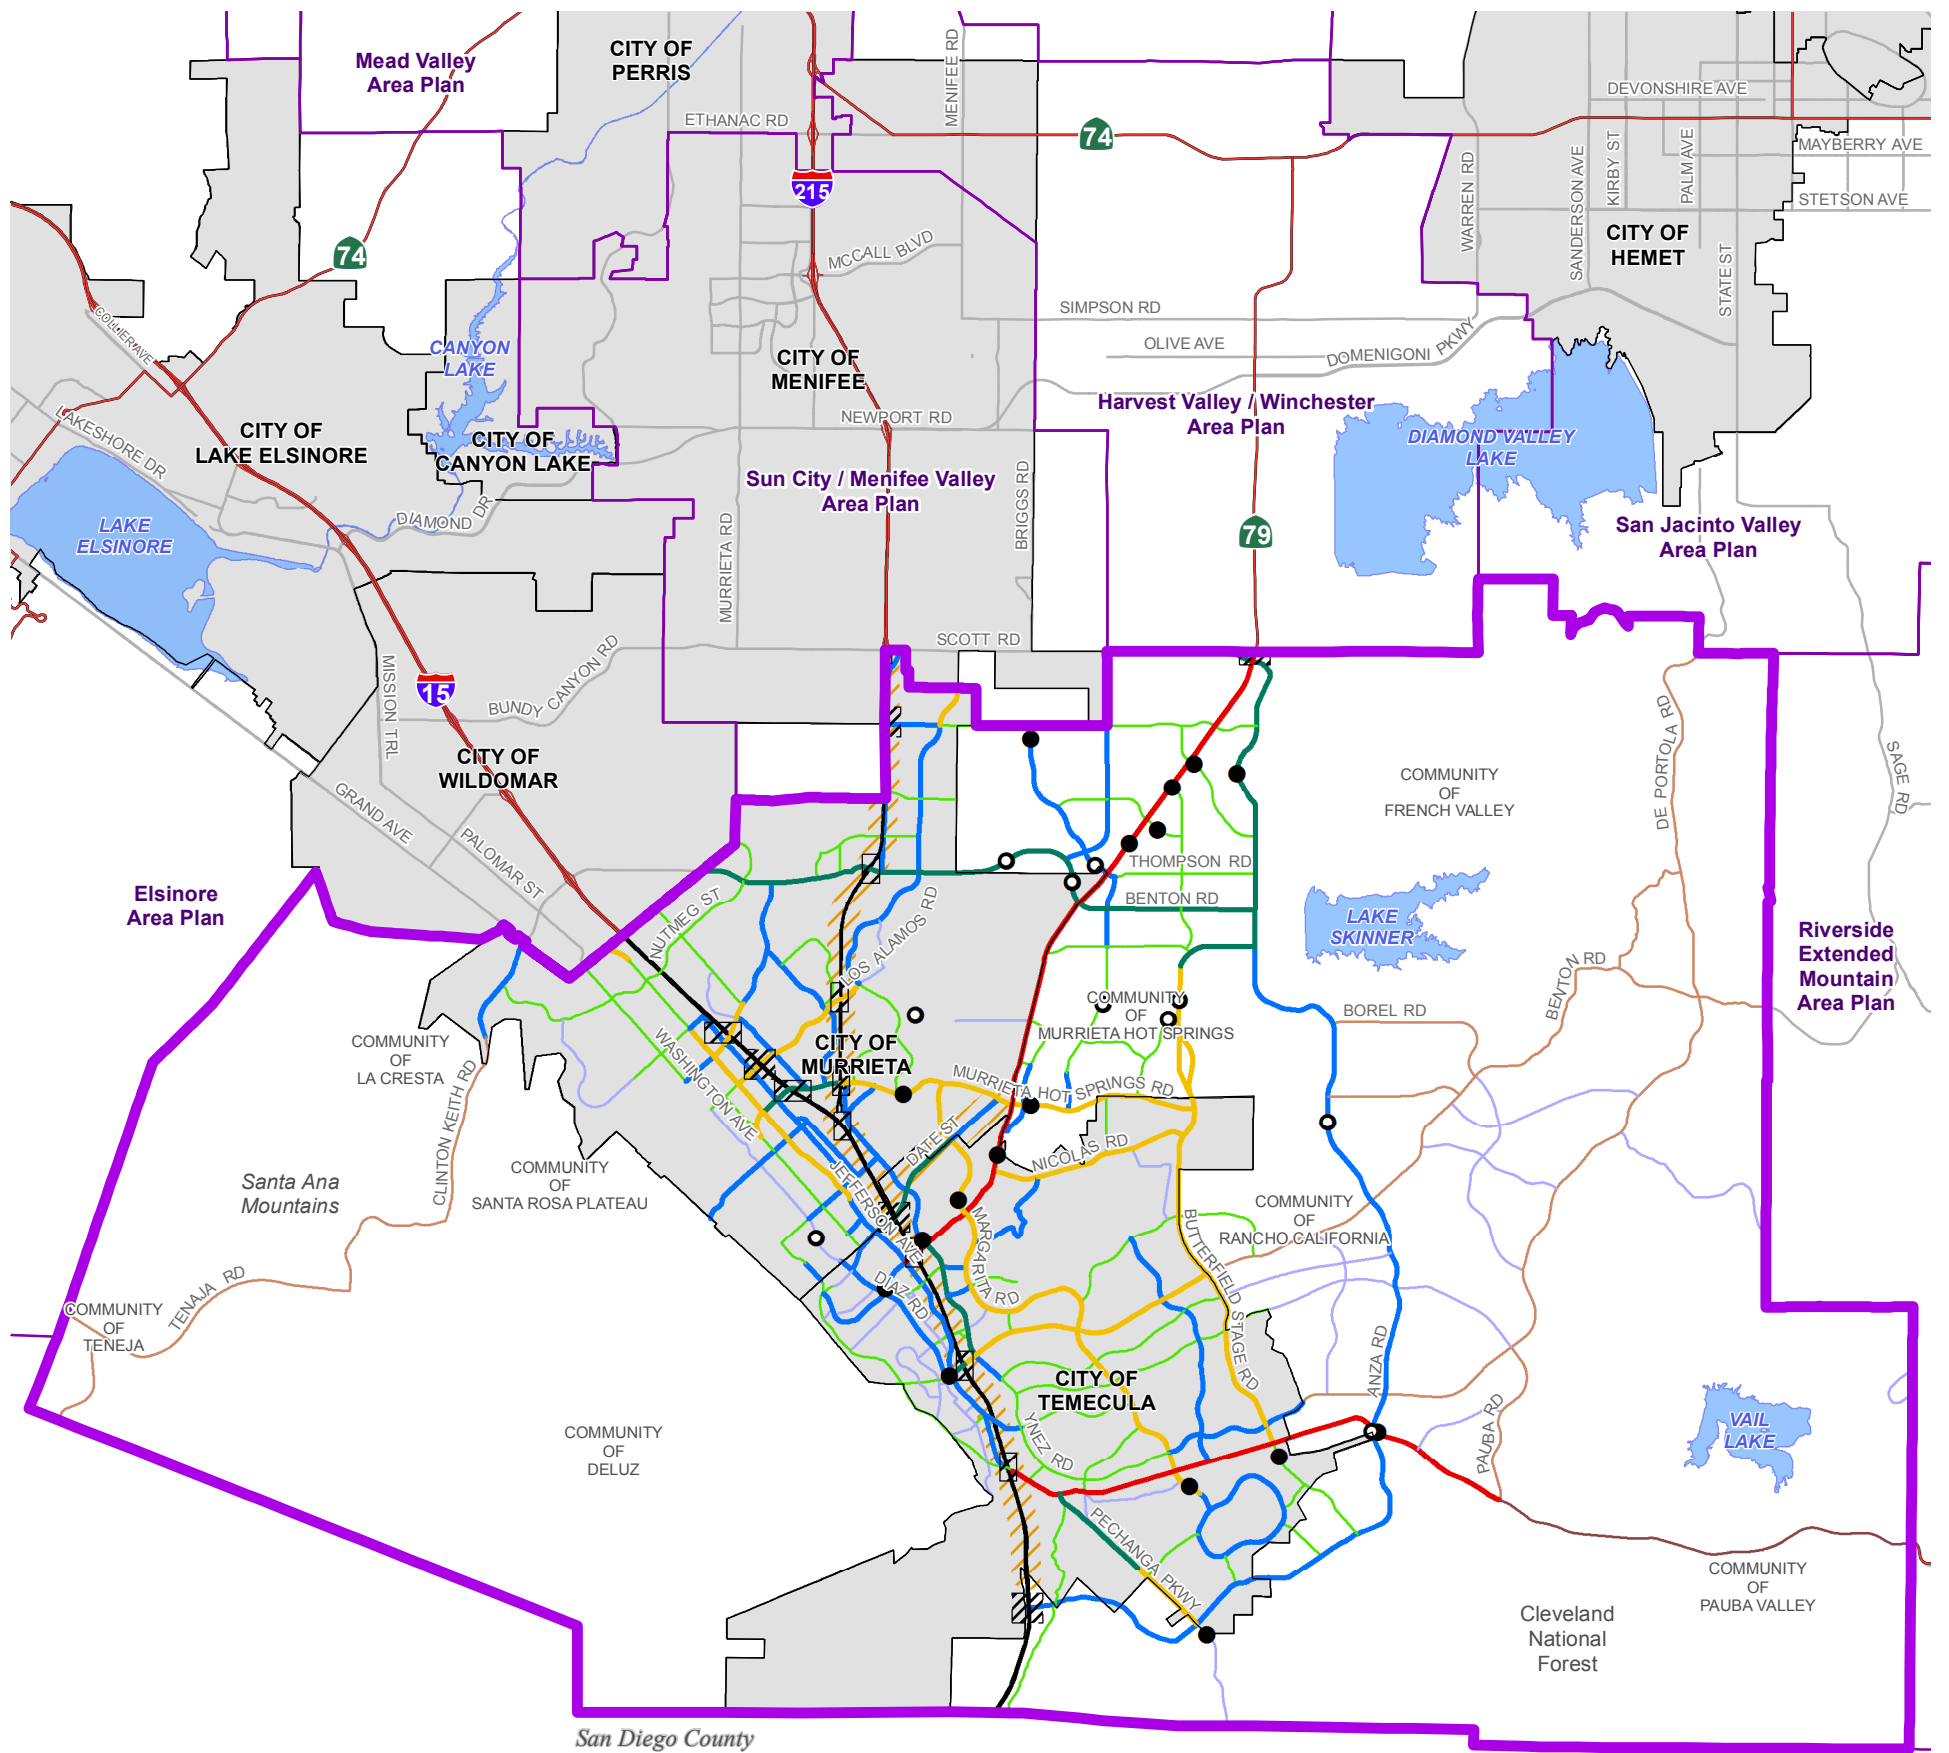 Mead Valley
Area Plan
CITY OF
PERRIS
MENIFEE RD
ETHANAC RD
74
DEVONSHIRE AVE
MAYBERRY AVE
STETSON AVE
WARREN RD
SANDERSON AVE
KIRBY ST
PALM AVE
STATE ST
CITY OF
HEMET
215
74
MCCALL BLVD
COLLIER AVE
CANYON
LAKE
CITY OF
MENIFEE
SIMPSON RD
OLIVE AVE
DOMENIGONI PKWY
Harvest Valley / Winchester
Area Plan
LAKESHORE DR
CITY OF
LAKE ELSINORE
CITY OF
CANYON LAKE
NEWPORT RD
DIAMOND VALLEY
LAKE
Sun City / Menifee Valley
Area Plan
LAKE
ELSINORE
DIAMOND DR
MURRIETA RD
BRIGGS RD
79
San Jacinto Valley
Area Plan
SCOTT RD
MISSION TRL
15
BUNDY CANYON RD
DE PORTOLA RD
SAGE RD
CITY OF
WILDOMAR
GRAND AVE
PALOMAR ST
COMMUNITY
OF
FRENCH VALLEY
THOMPSON RD
BENTON RD
Elsinore
Area Plan
NUTMEG ST
LOS ALAMOS RD
LAKE
SKINNER
Riverside
Extended
Mountain
Area Plan
BENTON RD
COMMUNITY
OF
MURRIETA HOT SPRINGS
BOREL RD
COMMUNITY
OF
LA CRESTA
WASHINGTON AVE
CITY OF
MURRIETA
MURRIETA HOT SPRINGS RD
CLINTON KEITH RD
DATE ST
NICOLAS RD
Santa Ana
Mountains
COMMUNITY
OF
SANTA ROSA PLATEAU
JEFFERSON AVE
MARGARITA RD
BUTTERFIELD STAGE RD
COMMUNITY
OF
RANCHO CALIFORNIA
DIAZ RD
TENAJA RD
COMMUNITY
OF
TENEJA
CITY OF
TEMECULA
ANZA RD
YNEZ RD
PAUBA RD
VAIL
LAKE
COMMUNITY
OF
DELUZ
PECHANGA PKWY
COMMUNITY
OF
PAUBA VALLEY
Cleveland
National
Forest
San Diego County